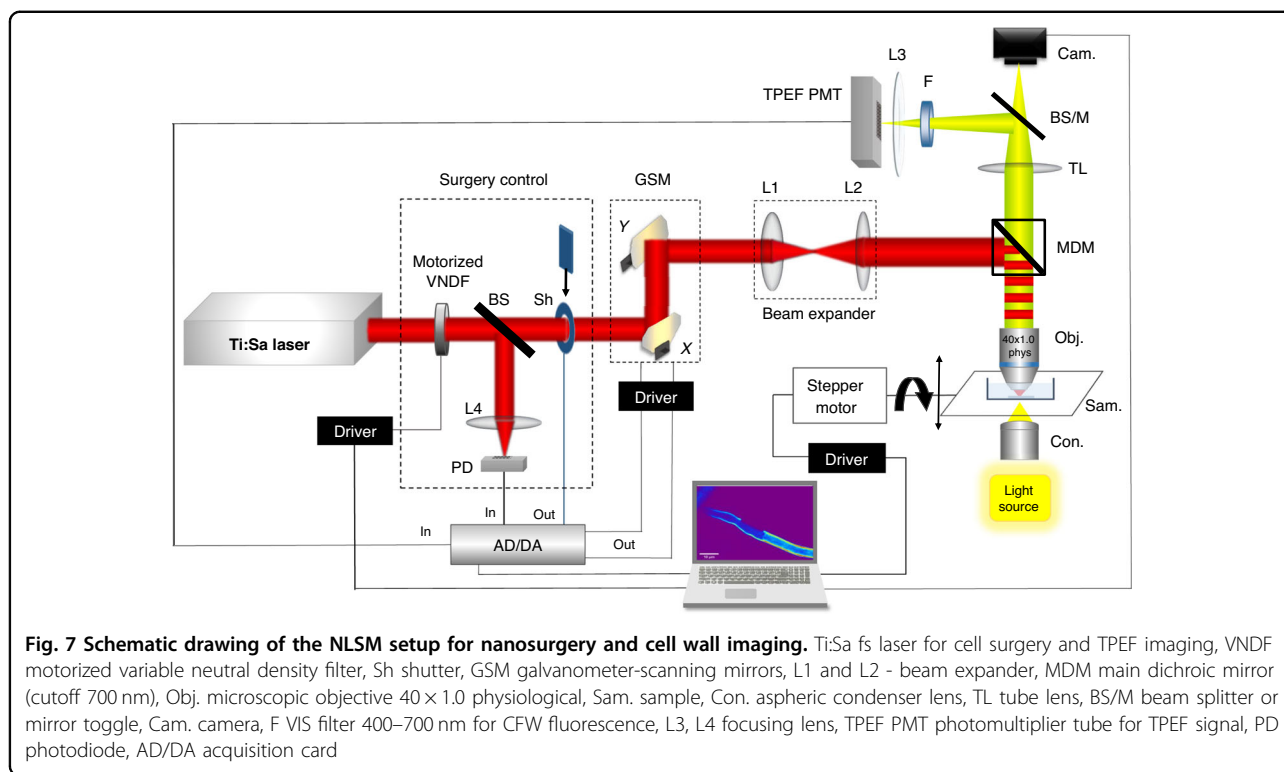 Cam.
L3
F
TPEF PMT
BS/M
TL
Surgery control
GSM
L1
L2
Y
MDM
Motorized
VNDF
BS
Sh
Beam expander
Ti:Sa laser
X
40x1.0
phys
Obj.
Driver
Stepper
motor
Sam.
L4
Driver
Con.
PD
Driver
Light
source
In
Out
In
AD/DA
Out
Fig. 7 Schematic drawing of the NLSM setup for nanosurgery and cell wall imaging. Ti:Sa fs laser for cell surgery and TPEF imaging, VNDF
motorized variable neutral density filter, Sh shutter, GSM galvanometer-scanning mirrors, L1 and L2 - beam expander, MDM main dichroic mirror
(cutoff 700 nm), Obj. microscopic objective 40 × 1.0 physiological, Sam. sample, Con. aspheric condenser lens, TL tube lens, BS/M beam splitter or
mirror toggle, Cam. camera, F VIS filter 400–700 nm for CFW fluorescence, L3, L4 focusing lens, TPEF PMT photomultiplier tube for TPEF signal, PD
photodiode, AD/DA acquisition card